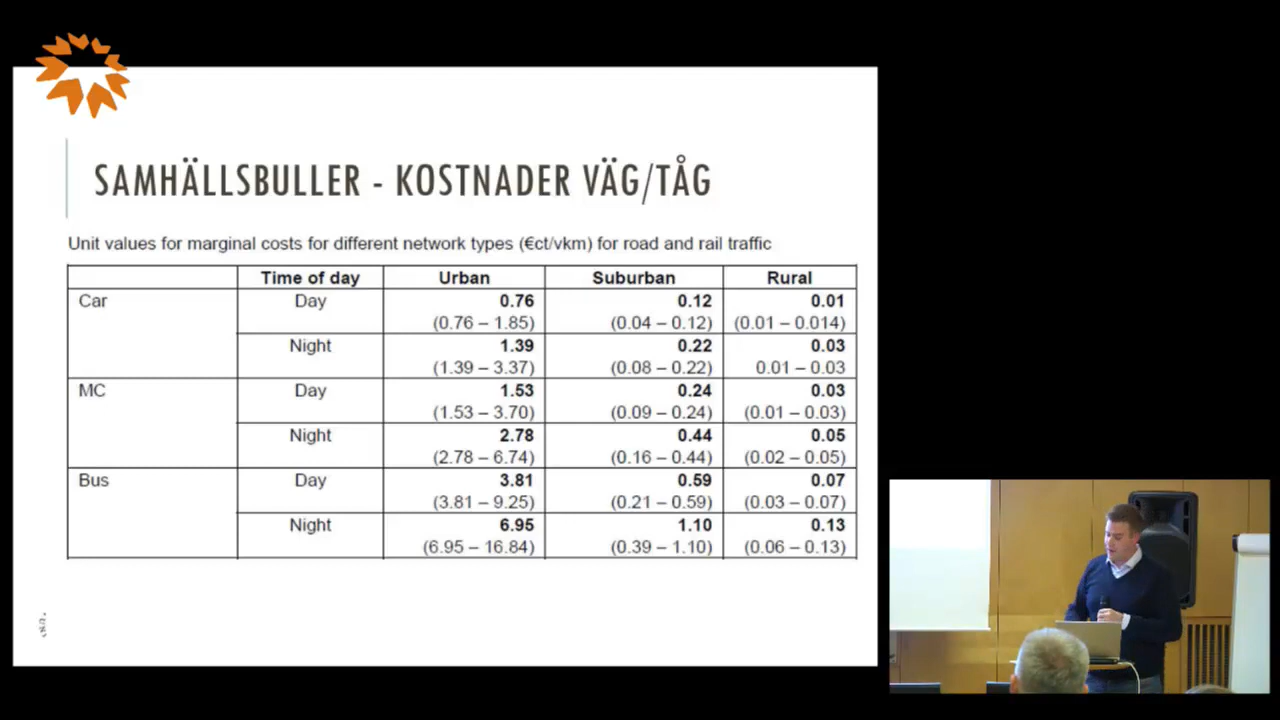 SAMHÄLLSBULLER - KOSTNADER VÄG/TÅG
Unit values for marginal costs for different network types (€ct/vkm) for road and rail traffic
Time of day Urban Suburban Rural
Car Day 0.76 0.12 0.01
(0.76 – 1.85) (0.04 – 0.12) (0.01 – 0.014)
Night 1.39 0.22 0.03
(1.39 – 3.37) (0.08 – 0.22) 0.01 – 0.03
MC Day 1.53 0.24 0.03
(1.53 – 3.70) (0.09 – 0.24) (0.01 – 0.03)
Night 2.78 0.44 0.05
(2.78 – 6.74) (0.16 – 0.44) (0.02 – 0.05)
Bus Day 3.81 0.59 0.07
(3.81 – 9.25) (0.21 – 0.59) (0.03 – 0.07)
Night 6.95 1.10 0.13
(6.95 – 16.84) (0.39 – 1.10) (0.06 – 0.13)